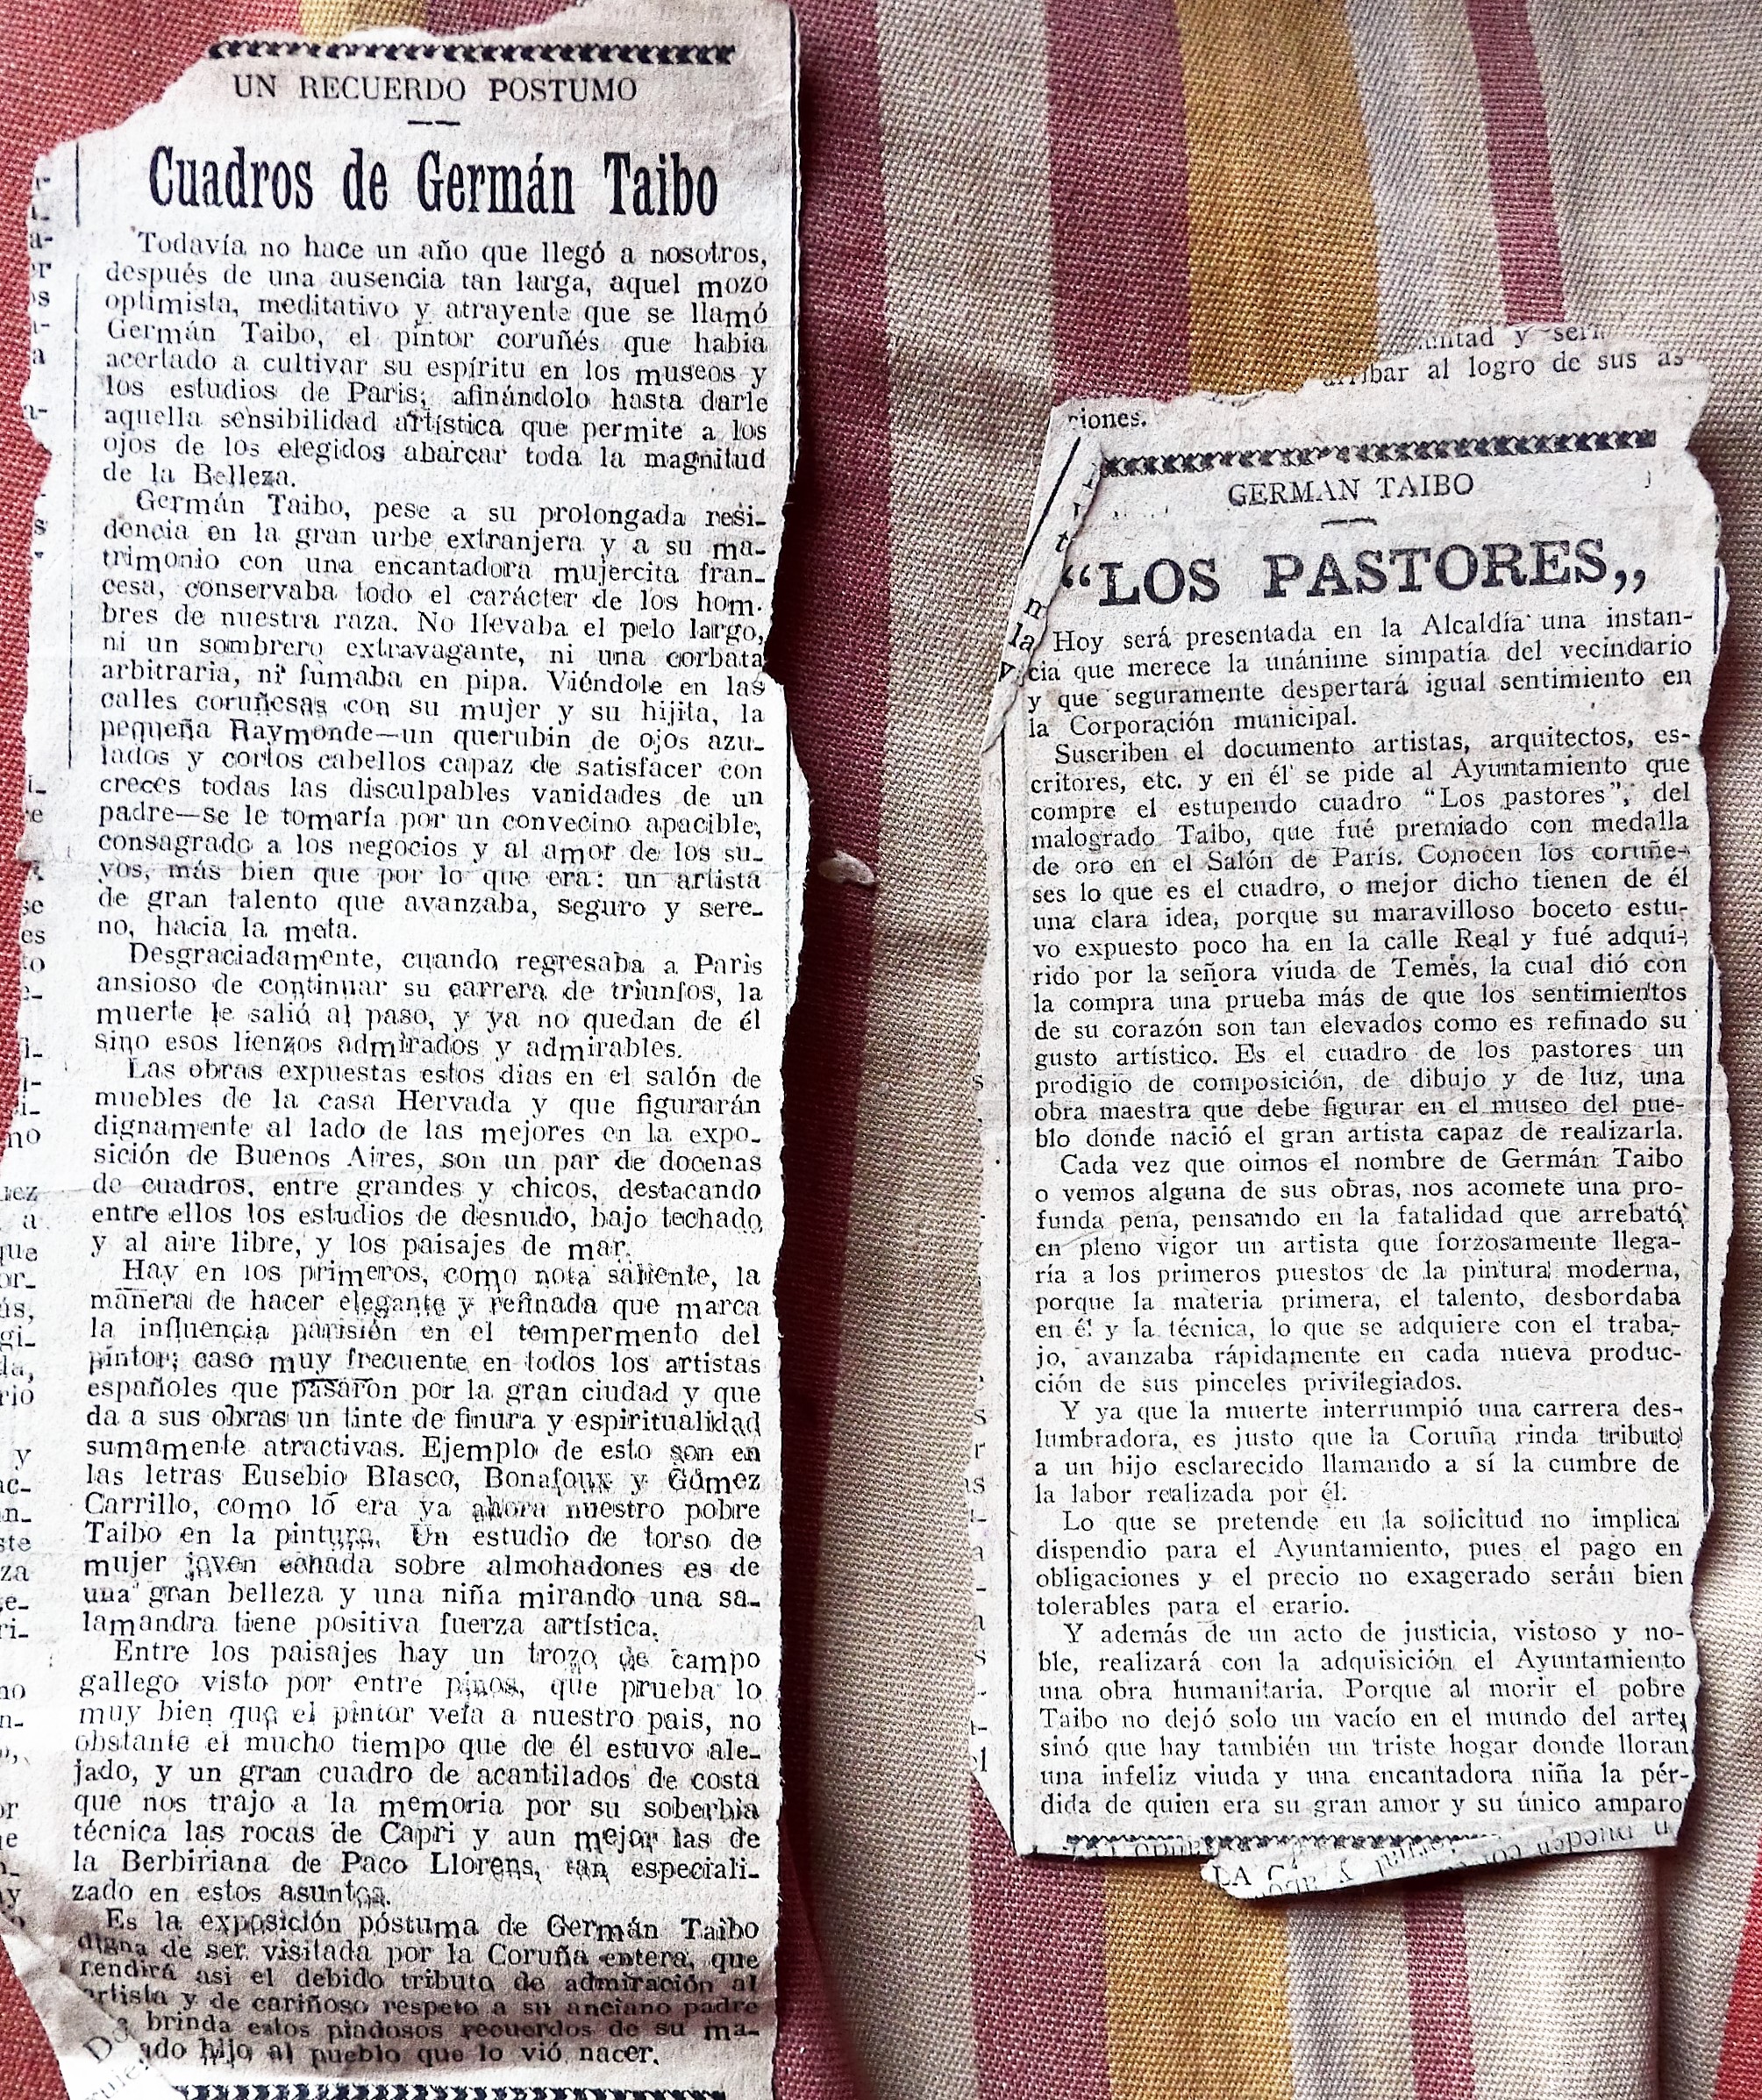 UN RECUERDO POSTUMO
Cuadros de Germán Taibo
Todavía no hace un año que llegó a nosotros,
después de una ausencia tan larga, aquel mozo
optimista, meditativo y atrayente que se llamó
Germán Taibo, el pintor coruñés que había
acertado a cultivar su espíritu en los museos y
los estudios de Paris; afinándolo hasta darle
aquella sensibilidad artística que permite a los
ojos de los elegidos abarcar toda la magnitud
de la Belleza.
Germán Taibo, pese a su prolongada resi-
dencia en la gran urbe extranjera y a su ma-
trimonio con una encantadora mujercita fran-
cesa, conservaba todo el carácter de los hom-
bres de nuestra raza. No llevaba el pelo largo,
ni un sombrero extravagante, ni una corbata
arbitraria, ni fumaba en pipa. Viéndole en las
calles coruñesas con su mujer y su hijita, la
pequeña Raymonde—un querubin de ojos azu-
lados y cortos cabellos capaz de satisfacer con
creces todas las disculpables vanidades de un
padre—se le tomaría por un convecino apacible,
consagrado a los negocios y al amor de los su-
yos, más bien que por lo que era: un artista
de gran talento que avanzaba, seguro y sere-
no, hacia la meta.
Desgraciadamente, cuando regresaba a Paris
ansioso de continuar su carrera de triunfos, la
muerte le salió al paso, y ya no quedan de él
sino esos lienzos admirados y admirables.
Las obras expuestas estos dias en el salón de
muebles de la casa Hervada y que figurarán
dignamente al lado de las mejores en la expo-
sición de Buenos Aires, son un par de docenas
de cuadros, entre grandes y chicos, destacando
entre ellos los estudios de desnudo, bajo techado
y al aire libre, y los paisajes de mar.
Hay en los primeros, como nota saliente, la
manera de hacer elegante y refinada que marca
la influencia parisién en el tempermento del
pintor; caso muy frecuente en todos los artistas
españoles que pasaron por la gran ciudad y que
da a sus obras un tinte de finura y espiritualidad
sumamente atractivas. Ejemplo de esto son en
las letras Eusebio Blasco, Bonafoux y Gómez
Carrillo, como lo era ya ahora nuestro pobre
Taibo en la pintura. Un estudio de torso de
mujer joven echada sobre almohadones es de
una gran belleza y una niña mirando una sa-
lamandra tiene positiva fuerza artística.
Entre los paisajes hay un trozo de campo
gallego visto por entre pinos, que prueba lo
muy bien que el pintor veía a nuestro pais, no
obstante el mucho tiempo que de él estuvo ale-
jado, y un gran cuadro de acantilados de costa
que nos trajo a la memoria por su soberbia
técnica las rocas de Capri y aun mejor las de
la Berbiriana de Paco Llorens, tan especiali-
zado en estos asuntos.
Es la exposición póstuma de Germán Taibo
digna de ser visitada por la Coruña entera, que
rendirá asi el debido tributo de admiración al
artista y de cariñoso respeto a su anciano padre
brinda estos piadosos recuerdos de su ma-
hijo al pueblo que lo vió nacer.
al logro de sus as
ciones.
GERMAN TAIBO
“LOS PASTORES„
Hoy será presentada en la Alcaldía una instan-
cia que merece la unánime simpatía del vecindario
y que seguramente despertará igual sentimiento en
la Corporación municipal.
Suscriben el documento artistas, arquitectos, es-
critores, etc. y en él se pide al Ayuntamiento que
compre el estupendo cuadro “Los pastores”, del
malogrado Taibo, que fué premiado con medalla
de oro en el Salón de París. Conocen los coruñe-
ses lo que es el cuadro, o mejor dicho tienen de él
una clara idea, porque su maravilloso boceto estu-
vo expuesto poco ha en la calle Real y fué adqui-
rido por la señora viuda de Temés, la cual dió con
la compra una prueba más de que los sentimientos
de su corazón son tan elevados como es refinado su
gusto artístico. Es el cuadro de los pastores un
prodigio de composición, de dibujo y de luz, una
obra maestra que debe figurar en el museo del pue-
blo donde nació el gran artista capaz de realizarla.
Cada vez que oimos el nombre de Germán Taibo
o vemos alguna de sus obras, nos acomete una pro-
funda pena, pensando en la fatalidad que arrebató
en pleno vigor un artista que forzosamente llega-
ría a los primeros puestos de la pintura moderna,
porque la materia primera, el talento, desbordaba
en él y la técnica, lo que se adquiere con el traba-
jo, avanzaba rápidamente en cada nueva produc-
ción de sus pinceles privilegiados.
Y ya que la muerte interrumpió una carrera des-
lumbradora, es justo que la Coruña rinda tributo
a un hijo esclarecido llamando a sí la cumbre de
la labor realizada por él.
Lo que se pretende en la solicitud no implica
dispendio para el Ayuntamiento, pues el pago en
obligaciones y el precio no exagerado serán bien
tolerables para el erario.
Y además de un acto de justicia, vistoso y no-
ble, realizará con la adquisición el Ayuntamiento
una obra humanitaria. Porque al morir el pobre
Taibo no dejó solo un vacío en el mundo del arte,
sinó que hay también un triste hogar donde lloran
una infeliz viuda y una encantadora niña la pér-
dida de quien era su gran amor y su único amparo